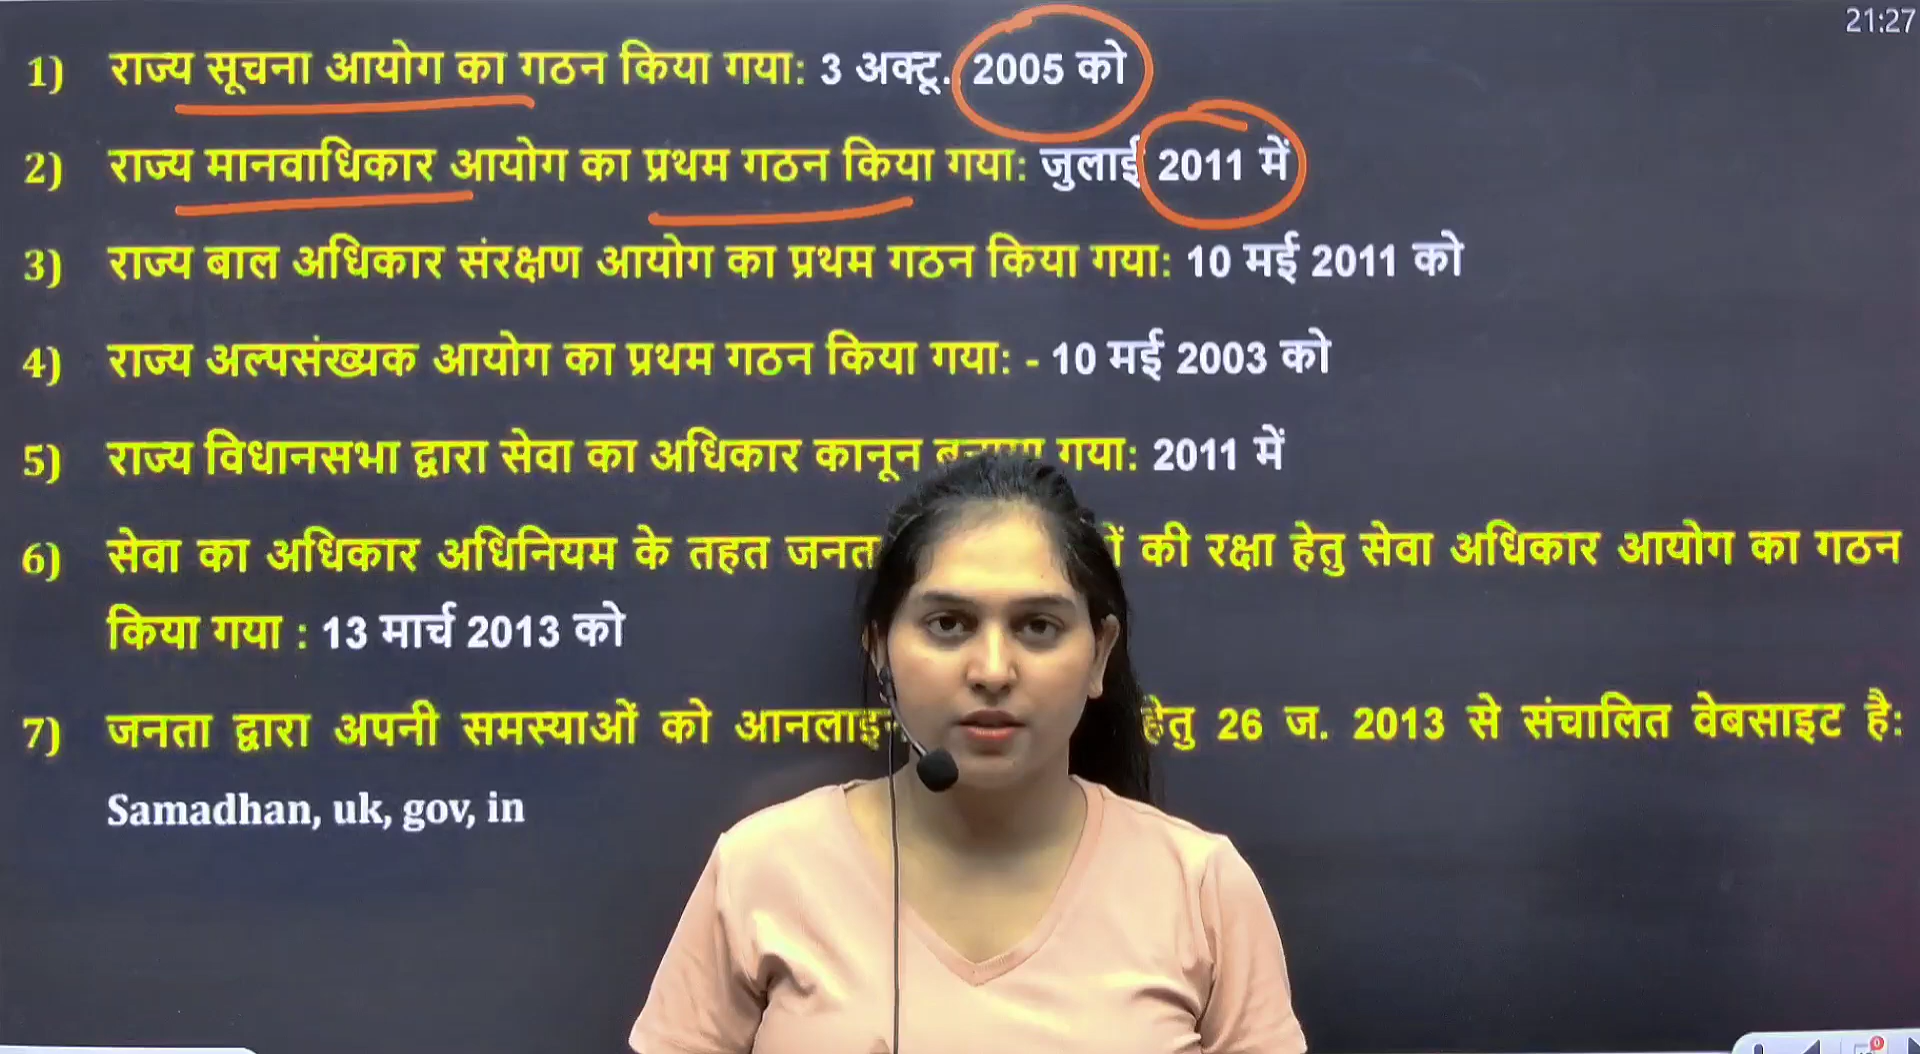 21:27
1) राज्य सूचना आयोग का गठन किया गया: 3 अक्टू. 2005 को
2) राज्य मानवाधिकार आयोग का प्रथम गठन किया गया: जुलाई 2011 में
3) राज्य बाल अधिकार संरक्षण आयोग का प्रथम गठन किया गया: 10 मई 2011 को
4) राज्य अल्पसंख्यक आयोग का प्रथम गठन किया गया: - 10 मई 2003 को
5) राज्य विधानसभा द्वारा सेवा का अधिकार कानून गया: 2011 में
6) सेवा का अधिकार अधिनियम के तहत की रक्षा हेतु सेवा अधिकार आयोग का गठन
किया गया : 13 मार्च 2013 को
7) जनता द्वारा अपनी समस्याओं को हेतु 26 ज. 2013 से संचालित वेबसाइट है:
Samadhan, uk, gov, in